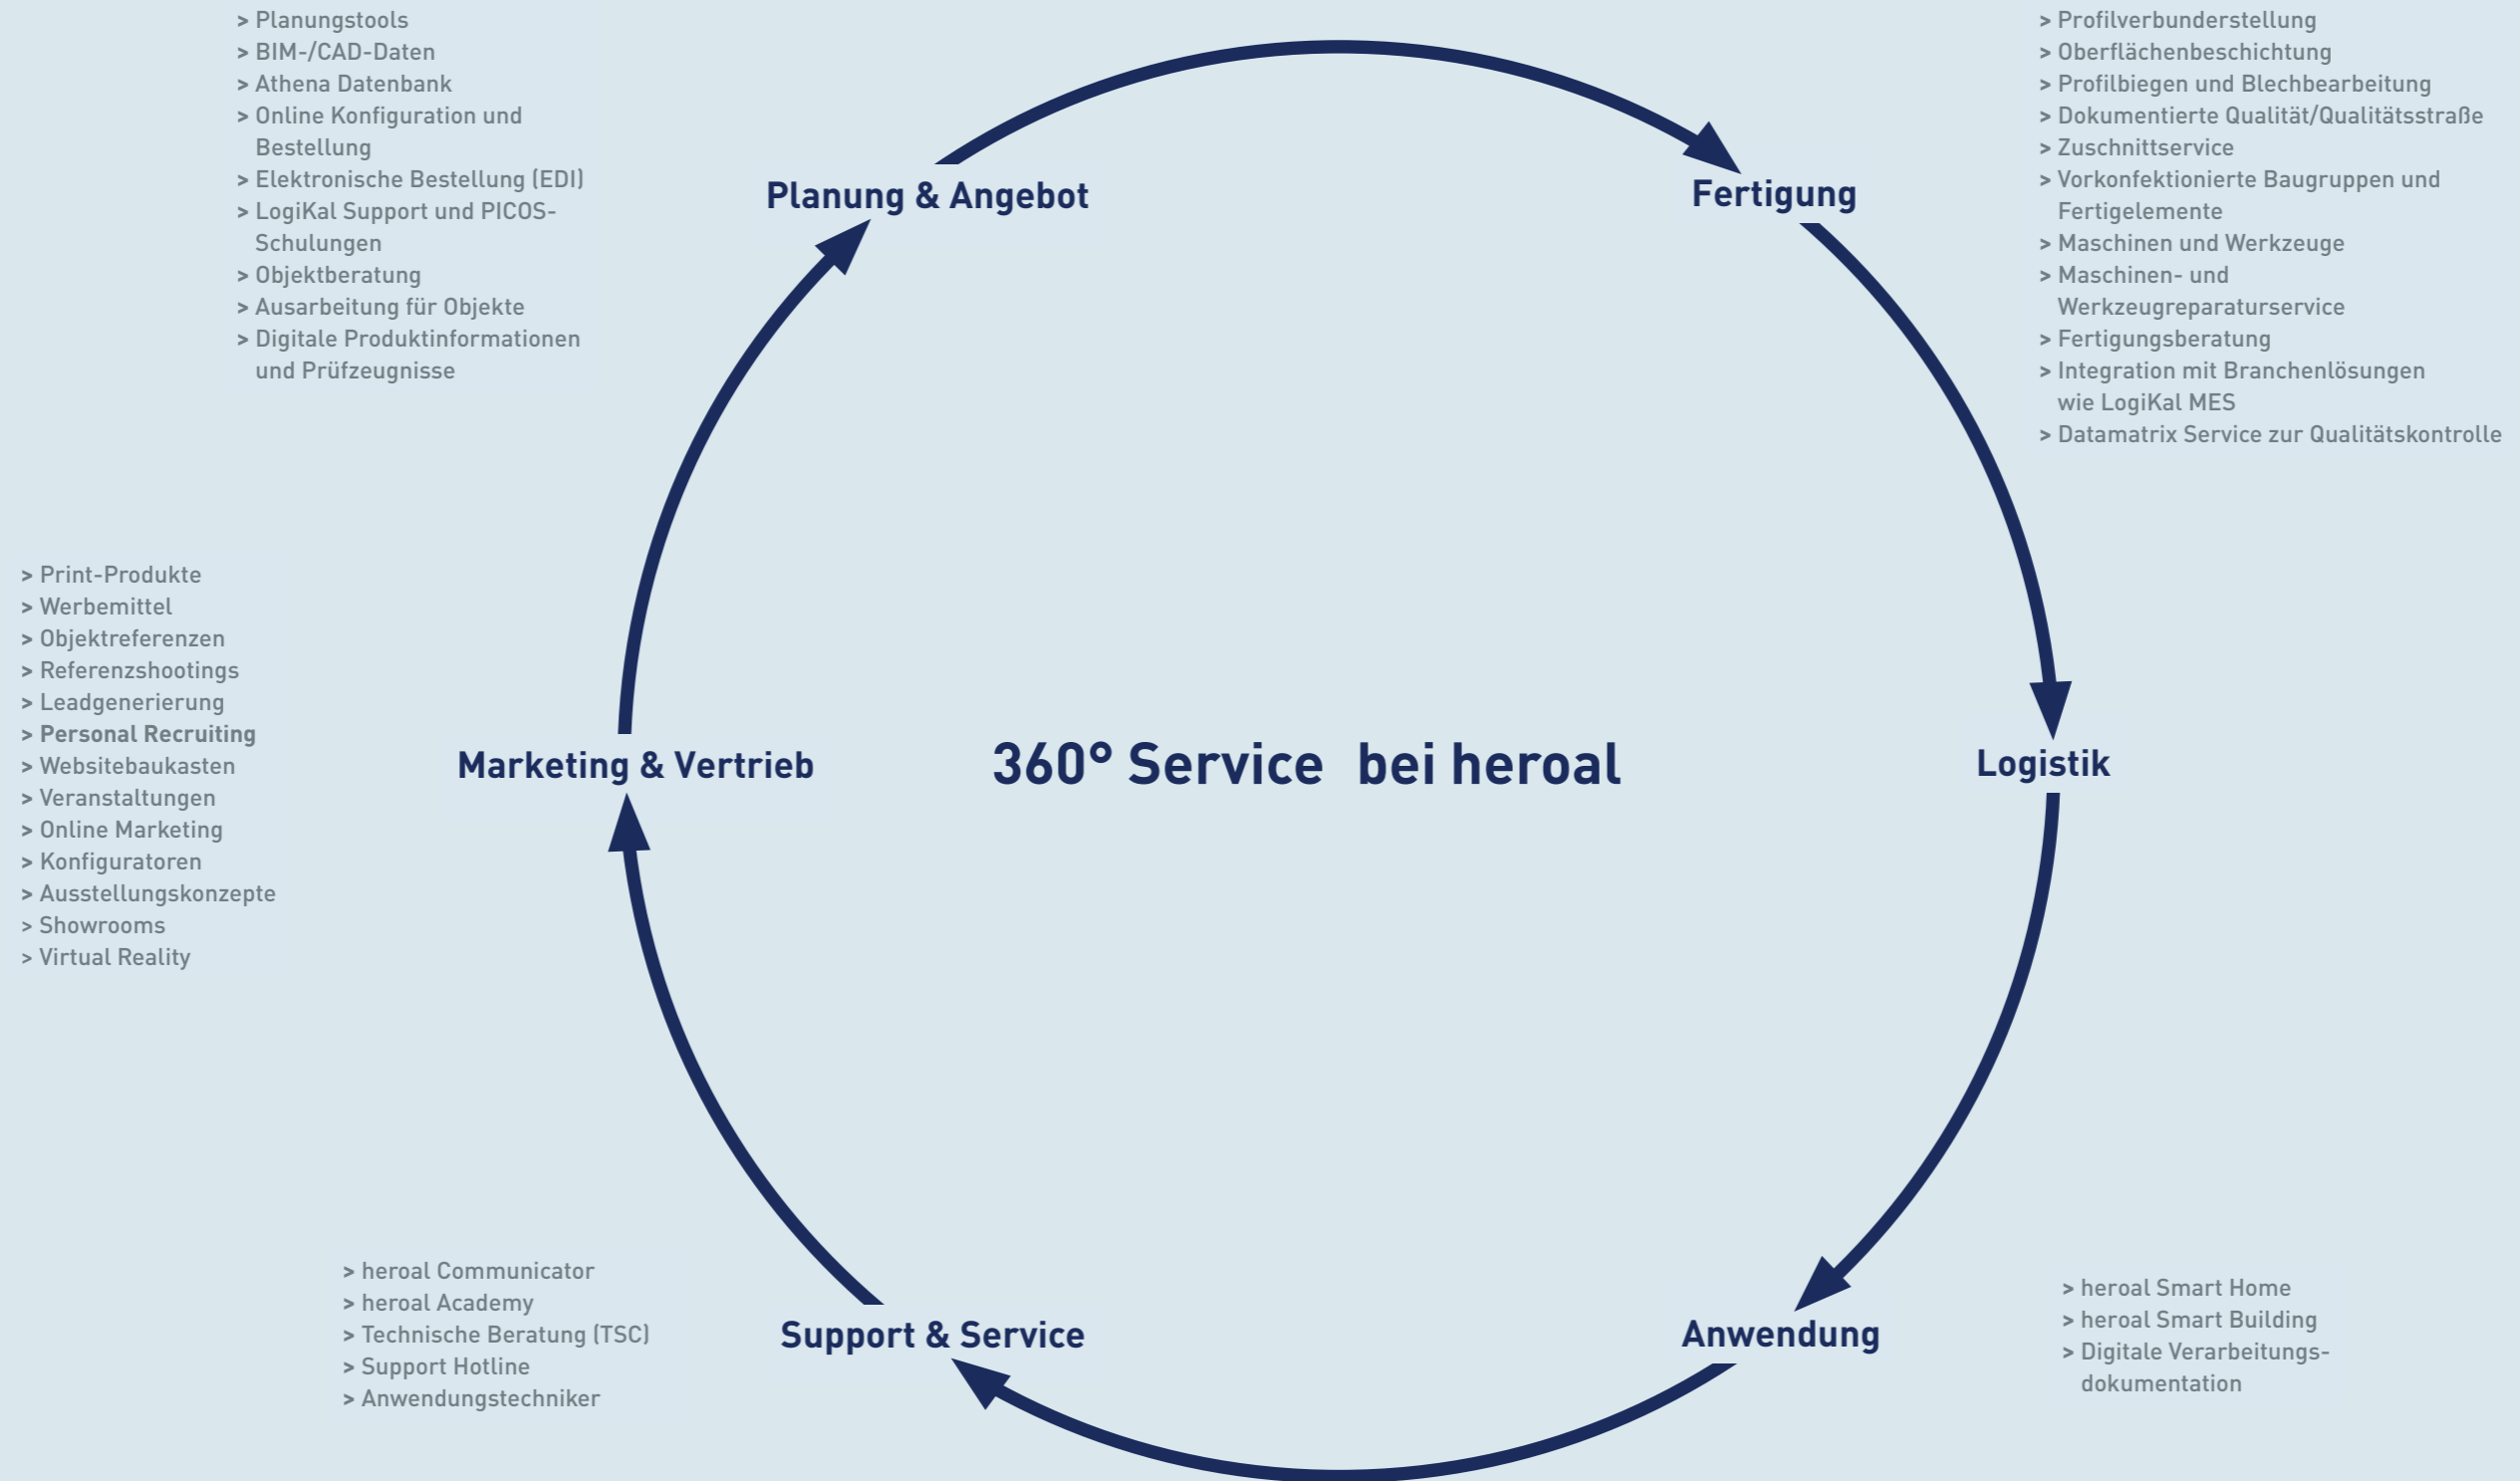 > Planungstools
> BIM-/CAD-Daten
> Athena Datenbank
> Online Konfiguration und
Bestellung
> Elektronische Bestellung (EDI)
> LogiKal Support und PICOS-
Schulungen
> Objektberatung
> Ausarbeitung für Objekte
> Digitale Produktinformationen
und Prüfzeugnisse
Planung & Angebot
Fertigung
> Profilverbunderstellung
> Oberflächenbeschichtung
> Profilbiegen und Blechbearbeitung
> Dokumentierte Qualität/Qualitätsstraße
> Zuschnittservice
> Vorkonfektionierte Baugruppen und
Fertigelemente
> Maschinen und Werkzeuge
> Maschinen- und
Werkzeugreparaturservice
> Fertigungsberatung
> Integration mit Branchenlösungen
wie LogiKal MES
> Datamatrix Service zur Qualitätskontrolle
> Print-Produkte
> Werbemittel
> Objektreferenzen
> Referenzshootings
> Leadgenerierung
> Personal Recruiting
> Websitebaukasten
> Veranstaltungen
> Online Marketing
> Konfiguratoren
> Ausstellungskonzepte
> Showrooms
> Virtual Reality
Marketing & Vertrieb
360° Service bei heroal
Logistik
> heroal Communicator
> heroal Academy
> Technische Beratung (TSC)
> Support Hotline
> Anwendungstechniker
Support & Service
Anwendung
> heroal Smart Home
> heroal Smart Building
> Digitale Verarbeitungs-
dokumentation